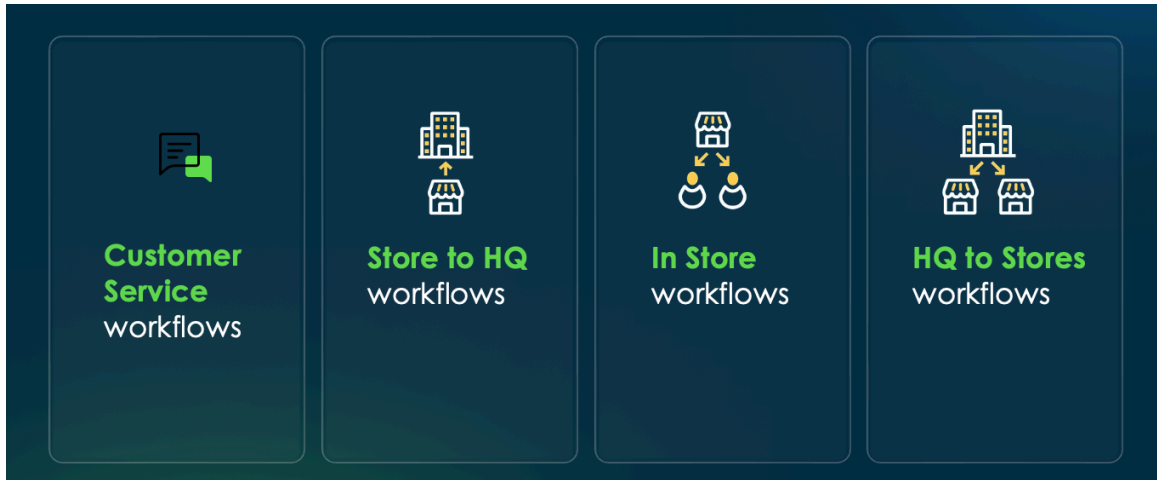 Customer
Service
workflows
Store to HQ
workflows
In Store
workflows
HQ to Stores
workflows